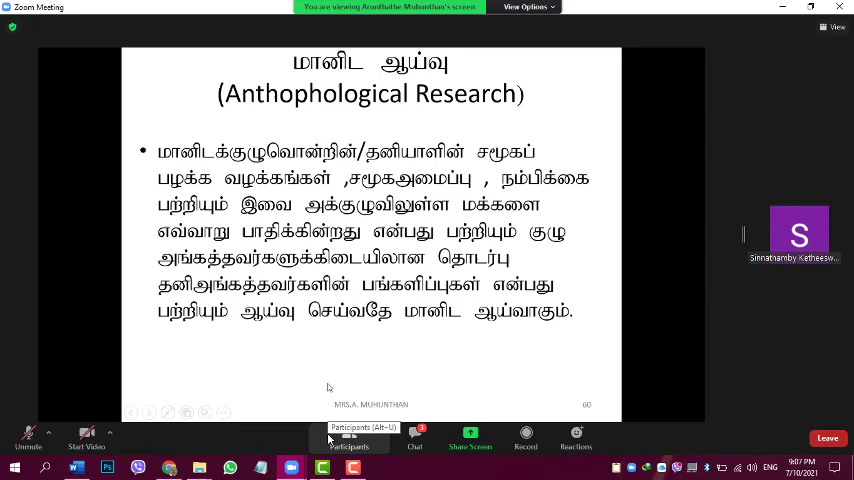 Zoom Meeting
You are viewing Arunthathe Muhunthan's screen
View Options
View
மானிட ஆய்வு
(Anthophological Research)
• மானிடக்குழுவொன்றின்/தனியாளின் சமூகப்
பழக்க வழக்கங்கள் ,சமூகஅமைப்பு , நம்பிக்கை
பற்றியும் இவை அக்குழுவிலுள்ள மக்களை
எவ்வாறு பாதிக்கின்றது என்பது பற்றியும் குழு
அங்கத்தவர்களுக்கிடையிலான தொடர்பு
தனிஅங்கத்தவர்களின் பங்களிப்புகள் என்பது
பற்றியும் ஆய்வு செய்வதே மானிட ஆய்வாகும்.
S
Sinnathamby Ketheesw...
MRS.A. MUHUNTHAN
60
Participants (Alt+U)
3
Unmute
Start Video
Participants
Chat
Share Screen
Record
Reactions
Leave
ENG
9:07 PM
7/10/2021